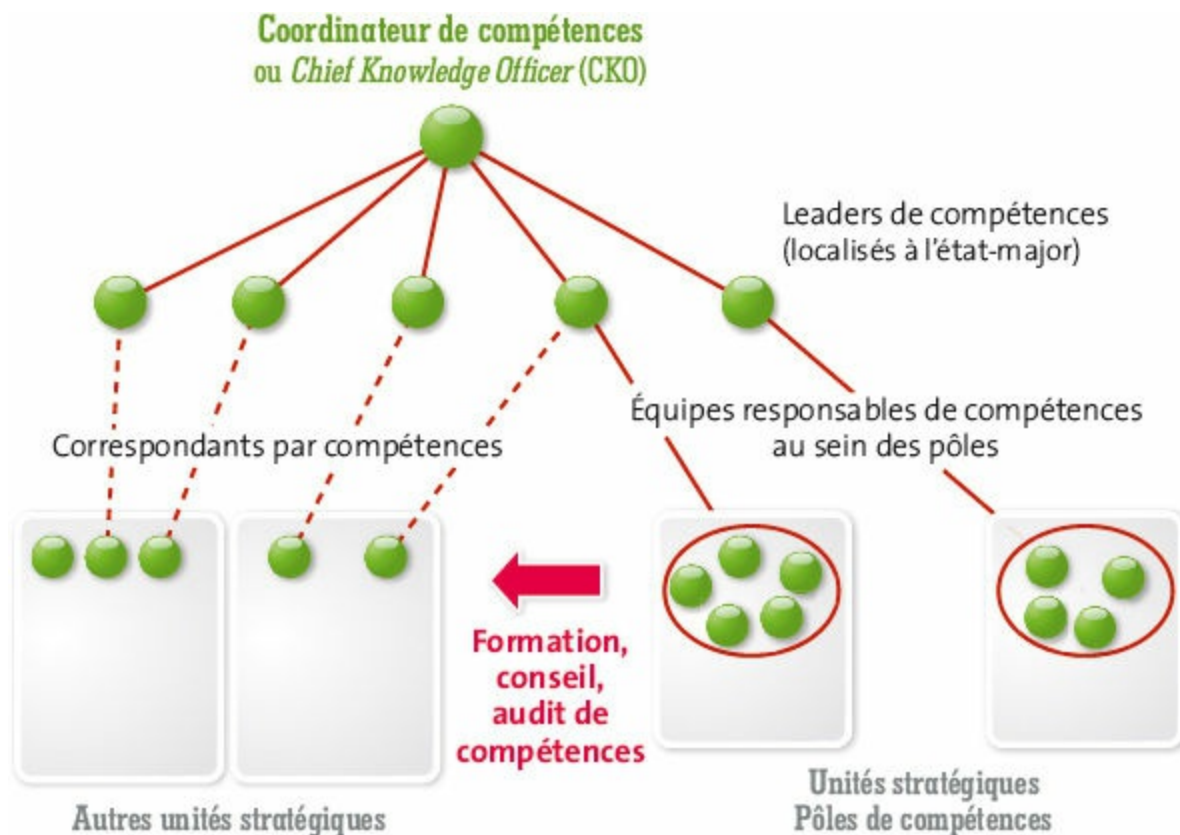 Coordinateur de compétences
ou Chief Knowledge Officer (CKO)
Leaders de compétences
(localisés à l'état-major)
Équipes responsables de compétences
au sein des pôles
Correspondants par compétences
Formation,
conseil,
audit de
compétences
Autres unités stratégiques
Unités stratégiques
Pôles de compétences